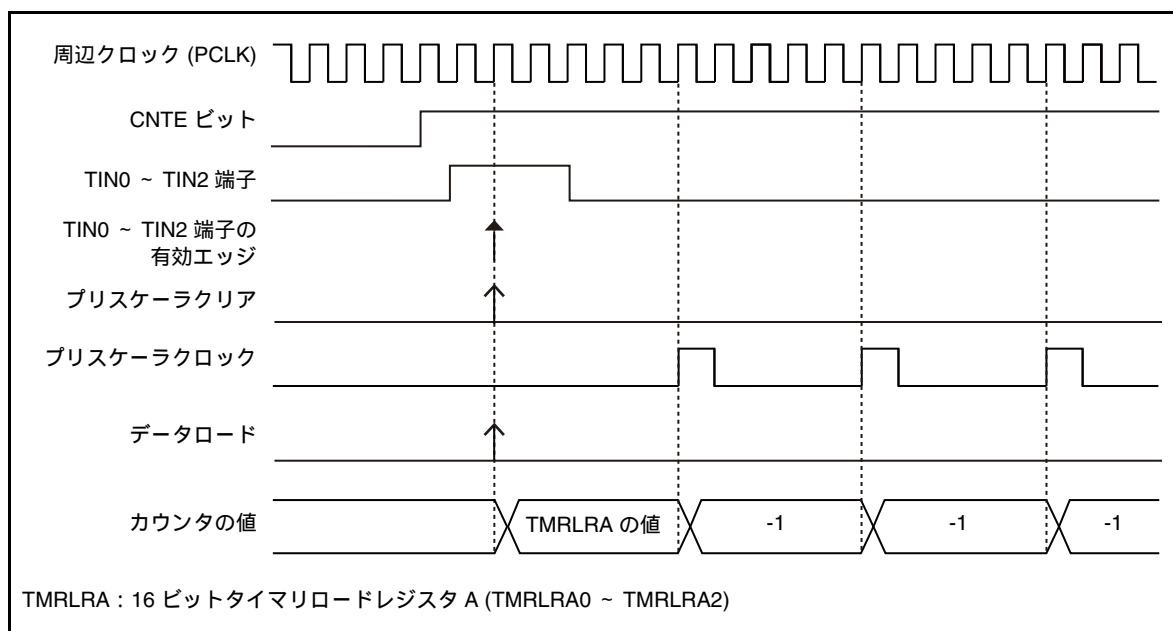 周辺クロック (PCLK)
CNTE ビット
TIN0 ~ TIN2 端子
TIN0 ~ TIN2 端子の
有効エッジ
プリスケーラクリア
プリスケーラクロック
データロード
カウンタの値
TMRLRA の値
-1
-1
-1
TMRLRA : 16 ビットタイマリロードレジスタ A (TMRLRA0 ~ TMRLRA2)